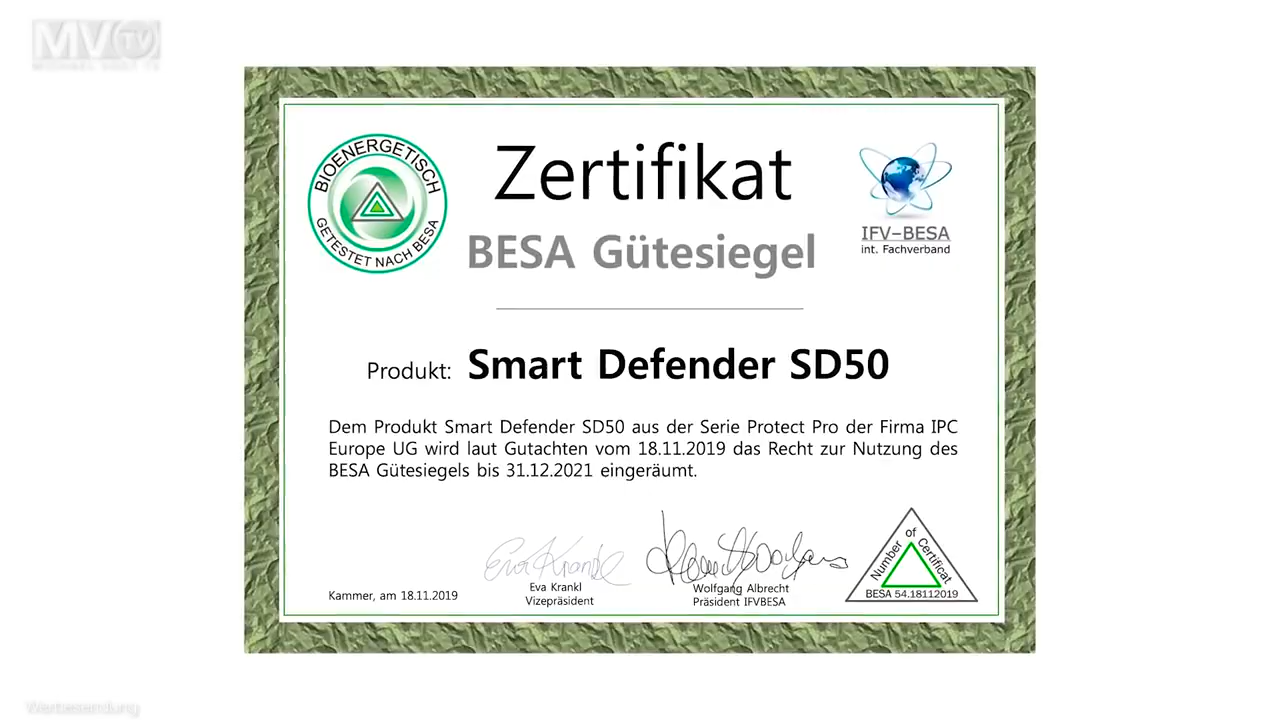 MV TV
MICHAEL VOGT TV
BIOENERGETISCH
GETESTET NACH BESA
Zertifikat
BESA Gütesiegel
IFV-BESA
int. Fachverband
Produkt: Smart Defender SD50
Dem Produkt Smart Defender SD50 aus der Serie Protect Pro der Firma IPC
Europe UG wird laut Gutachten vom 18.11.2019 das Recht zur Nutzung des
BESA Gütesiegels bis 31.12.2021 eingeräumt.
Kammer, am 18.11.2019
Eva Krankl
Eva Krankl
Vizepräsident
Wolfgang Albrecht
Präsident IFVBESA
Number of Certificat
BESA 54.18112019
Werbesendung